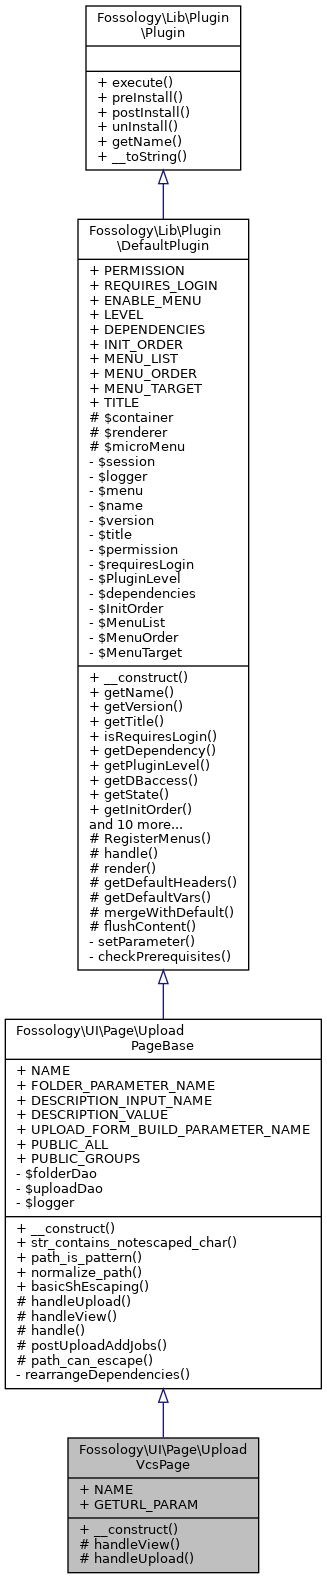 Fossology\Lib\Plugin
\Plugin
+ execute()
+ preInstall()
+ postInstall()
+ unInstall()
+ getName()
+ __toString()
Fossology\Lib\Plugin
\DefaultPlugin
+ PERMISSION
+ REQUIRES_LOGIN
+ ENABLE_MENU
+ LEVEL
+ DEPENDENCIES
+ INIT_ORDER
+ MENU_LIST
+ MENU_ORDER
+ MENU_TARGET
+ TITLE
# $container
# $renderer
# $microMenu
- $session
- $logger
- $menu
- $name
- $version
- $title
- $permission
- $requiresLogin
- $PluginLevel
- $dependencies
- $InitOrder
- $MenuList
- $MenuOrder
- $MenuTarget
+ __construct()
+ getName()
+ getVersion()
+ getTitle()
+ isRequiresLogin()
+ getDependency()
+ getPluginLevel()
+ getDBaccess()
+ getState()
+ getInitOrder()
and 10 more...
# RegisterMenus()
# handle()
# render()
# getDefaultHeaders()
# getDefaultVars()
# mergeWithDefault()
# flushContent()
- setParameter()
- checkPrerequisites()
Fossology\UI\Page\Upload
PageBase
+ NAME
+ FOLDER_PARAMETER_NAME
+ DESCRIPTION_INPUT_NAME
+ DESCRIPTION_VALUE
+ UPLOAD_FORM_BUILD_PARAMETER_NAME
+ PUBLIC_ALL
+ PUBLIC_GROUPS
- $folderDao
- $uploadDao
- $logger
+ __construct()
+ str_contains_notescaped_char()
+ path_is_pattern()
+ normalize_path()
+ basicShEscaping()
# handleUpload()
# handleView()
# handle()
# postUploadAddJobs()
# path_can_escape()
- rearrangeDependencies()
Fossology\UI\Page\Upload
VcsPage
+ NAME
+ GETURL_PARAM
+ __construct()
# handleView()
# handleUpload()